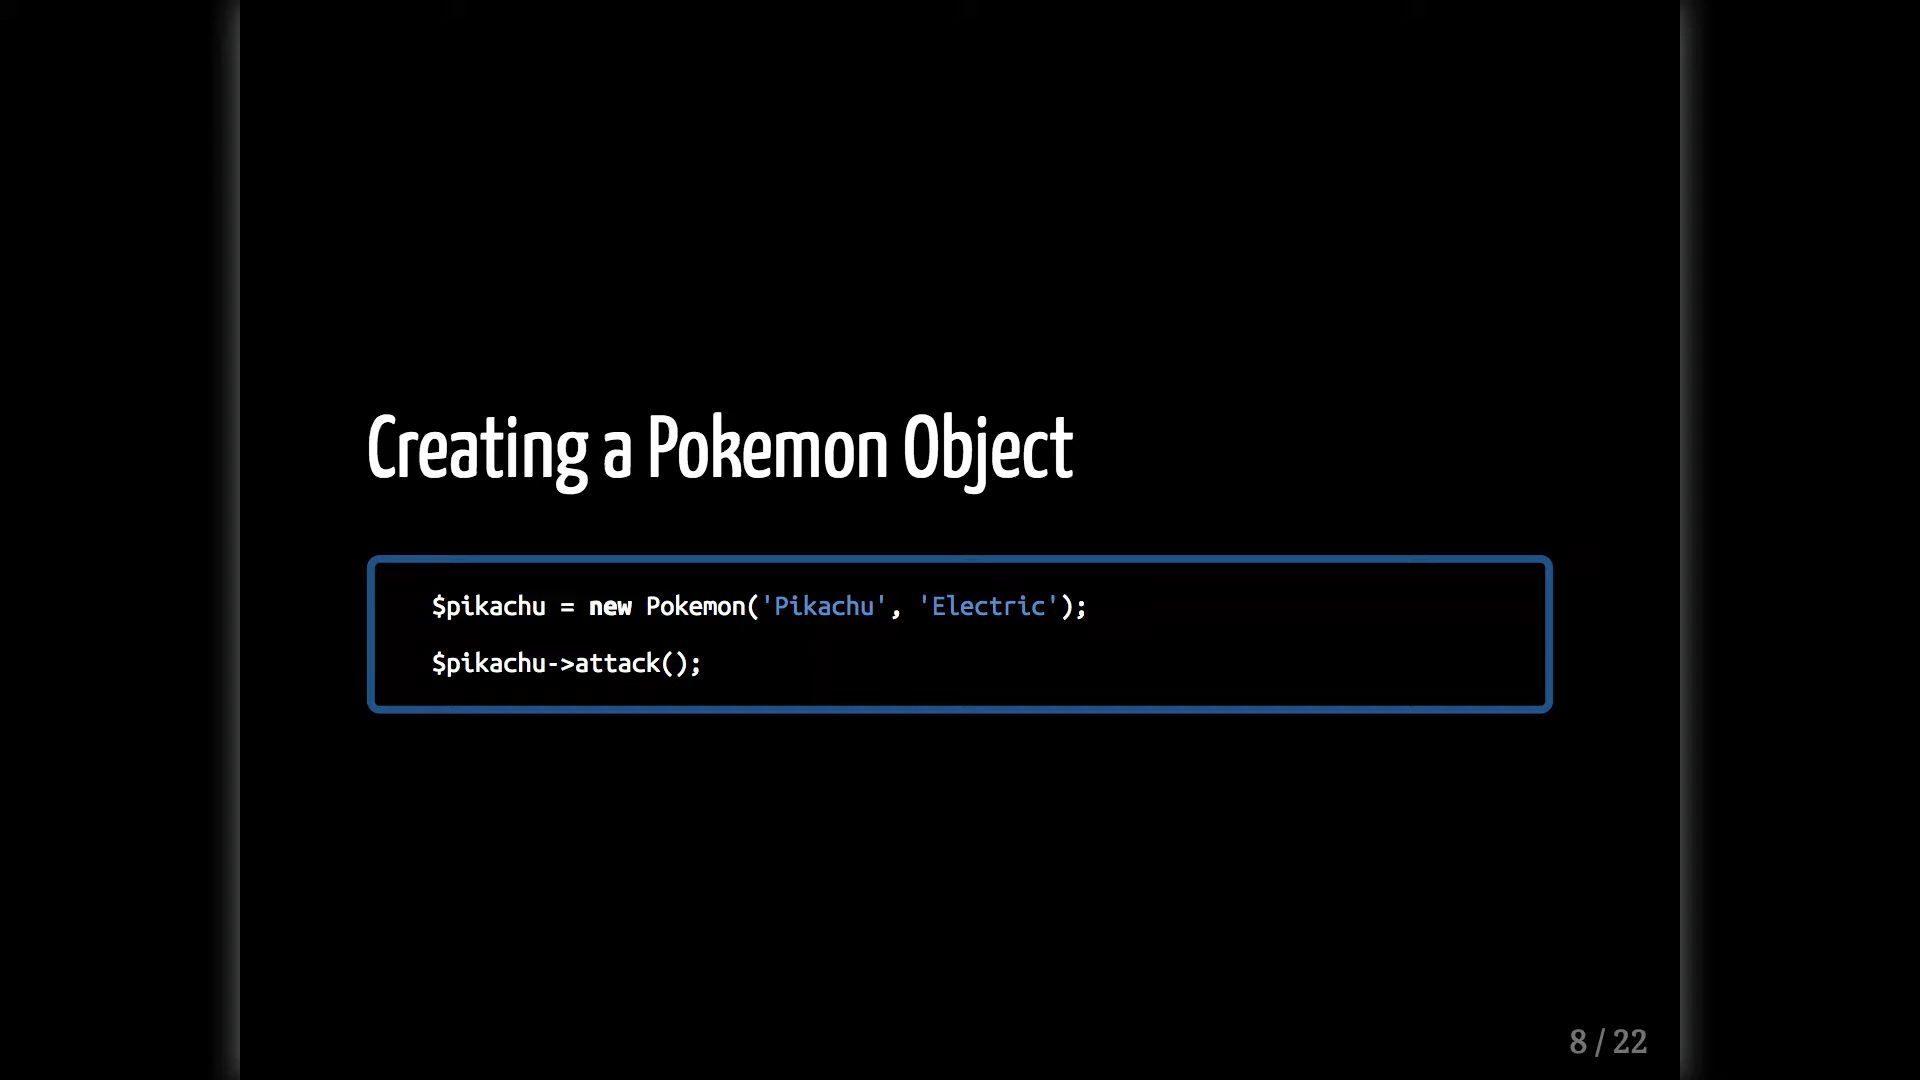 Creating a Pokemon Object
$pikachu = new Pokemon('Pikachu', 'Electric');
$pikachu->attack();
8 / 22